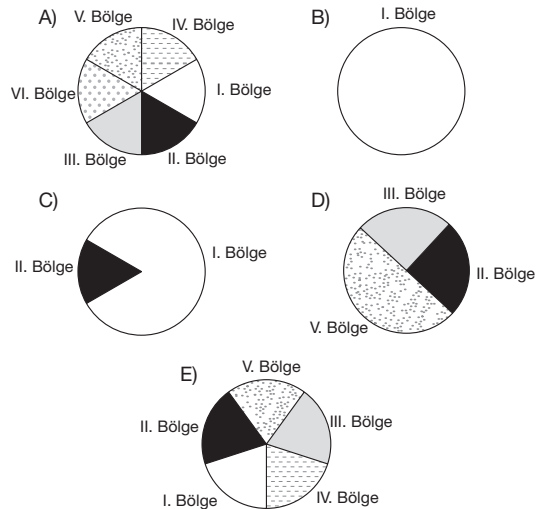 A)
V. Bölge
IV. Bölge
VI. Bölge
I. Bölge
III. Bölge
II. Bölge
B)
I. Bölge
C)
II. Bölge
I. Bölge
D)
III. Bölge
II. Bölge
V. Bölge
E)
V. Bölge
II. Bölge
III. Bölge
I. Bölge
IV. Bölge